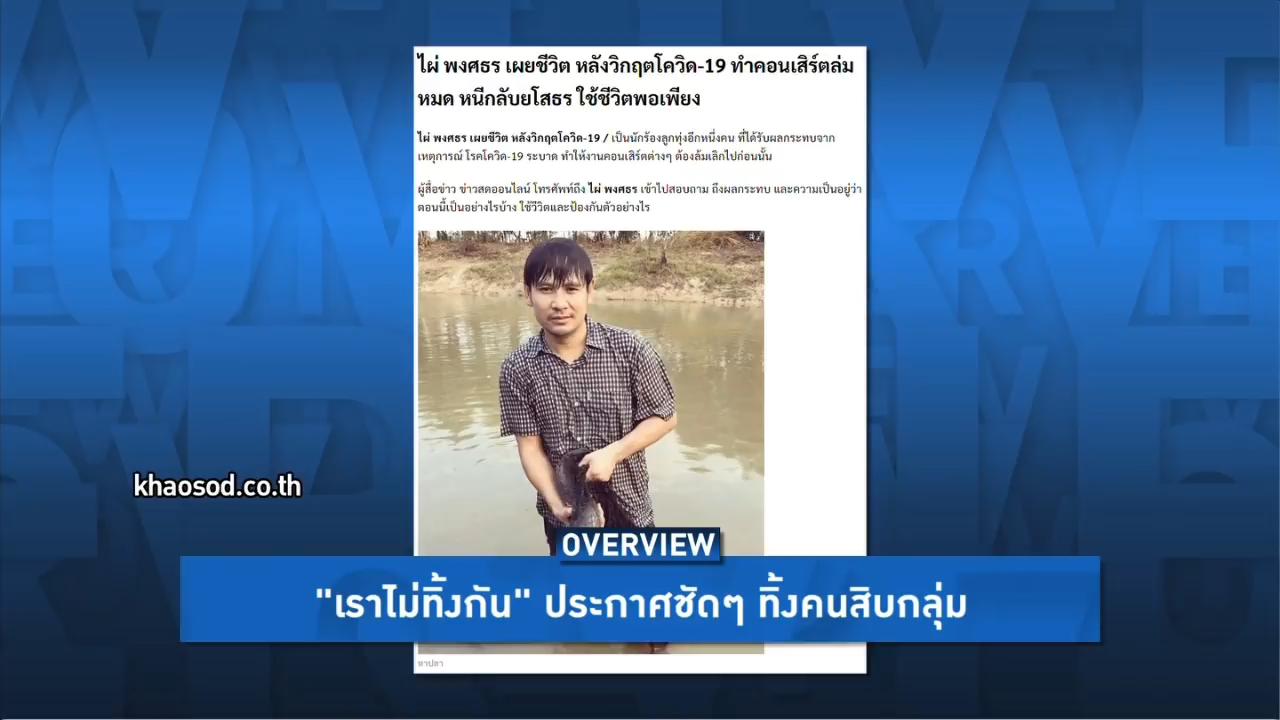 ไผ่ พงศธร เผยชีวิต หลังวิกฤตโควิด-19 ทำคอนเสิร์ตล่ม
หมด หนีกลับยโสธร ใช้ชีวิตพอเพียง
ไผ่ พงศธร เผยชีวิต หลังวิกฤตโควิด-19 / เป็นนักร้องลูกทุ่งอีกหนึ่งคน ที่ได้รับผลกระทบจาก
เหตุการณ์ โรคโควิด-19 ระบาด ทำให้งานคอนเสิร์ตต่างๆ ต้องล้มเลิกไปก่อนนั้น
ผู้สื่อข่าว ข่าวสดออนไลน์ โทรศัพท์ถึง ไผ่ พงศธร เข้าไปสอบถาม ถึงผลกระทบ และความเป็นอยู่ว่า
ตอนนี้เป็นอย่างไรบ้าง ใช้วีวิตและป้องกันตัวอย่างไร
khaosod.co.th
OVERVIEW
"เราไม่ทิ้งกัน" ประกาศชัดๆ ทิ้งคนสิบกลุ่ม
หาปลา